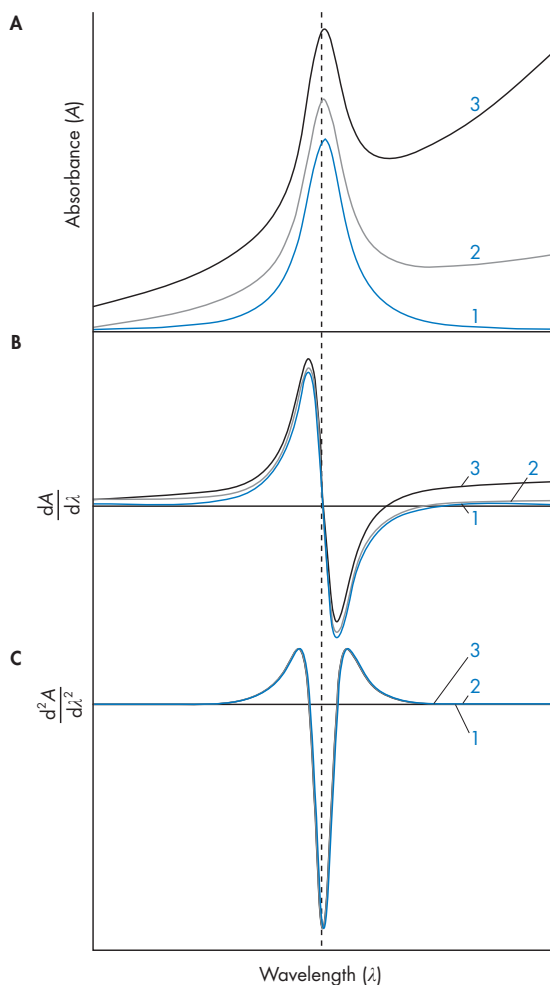 A
Absorbance (A)
3
2
1
B
dA
dλ
3
2
1
C
d²A
dλ²
3
2
1
Wavelength (λ)